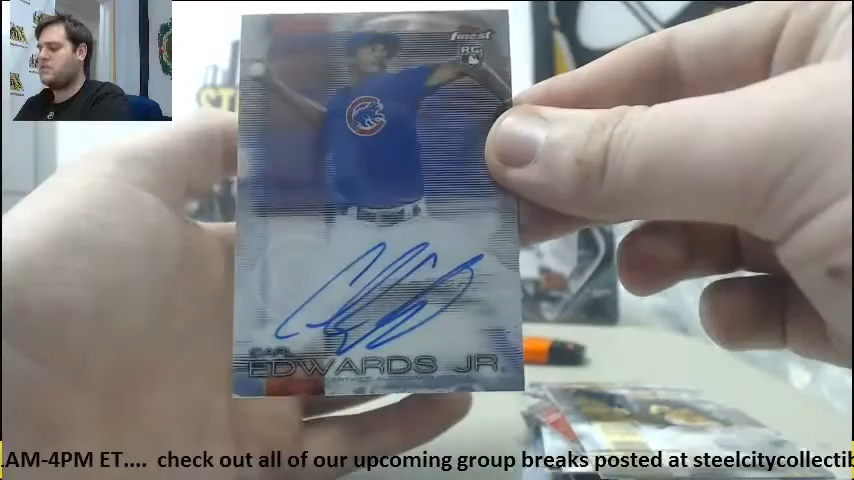 finest
RC
CARL
EDWARDS JR.
CERTIFIED AUTOGRAPH
.AM-4PM ET.... check out all of our upcoming group breaks posted at steelcitycollectib